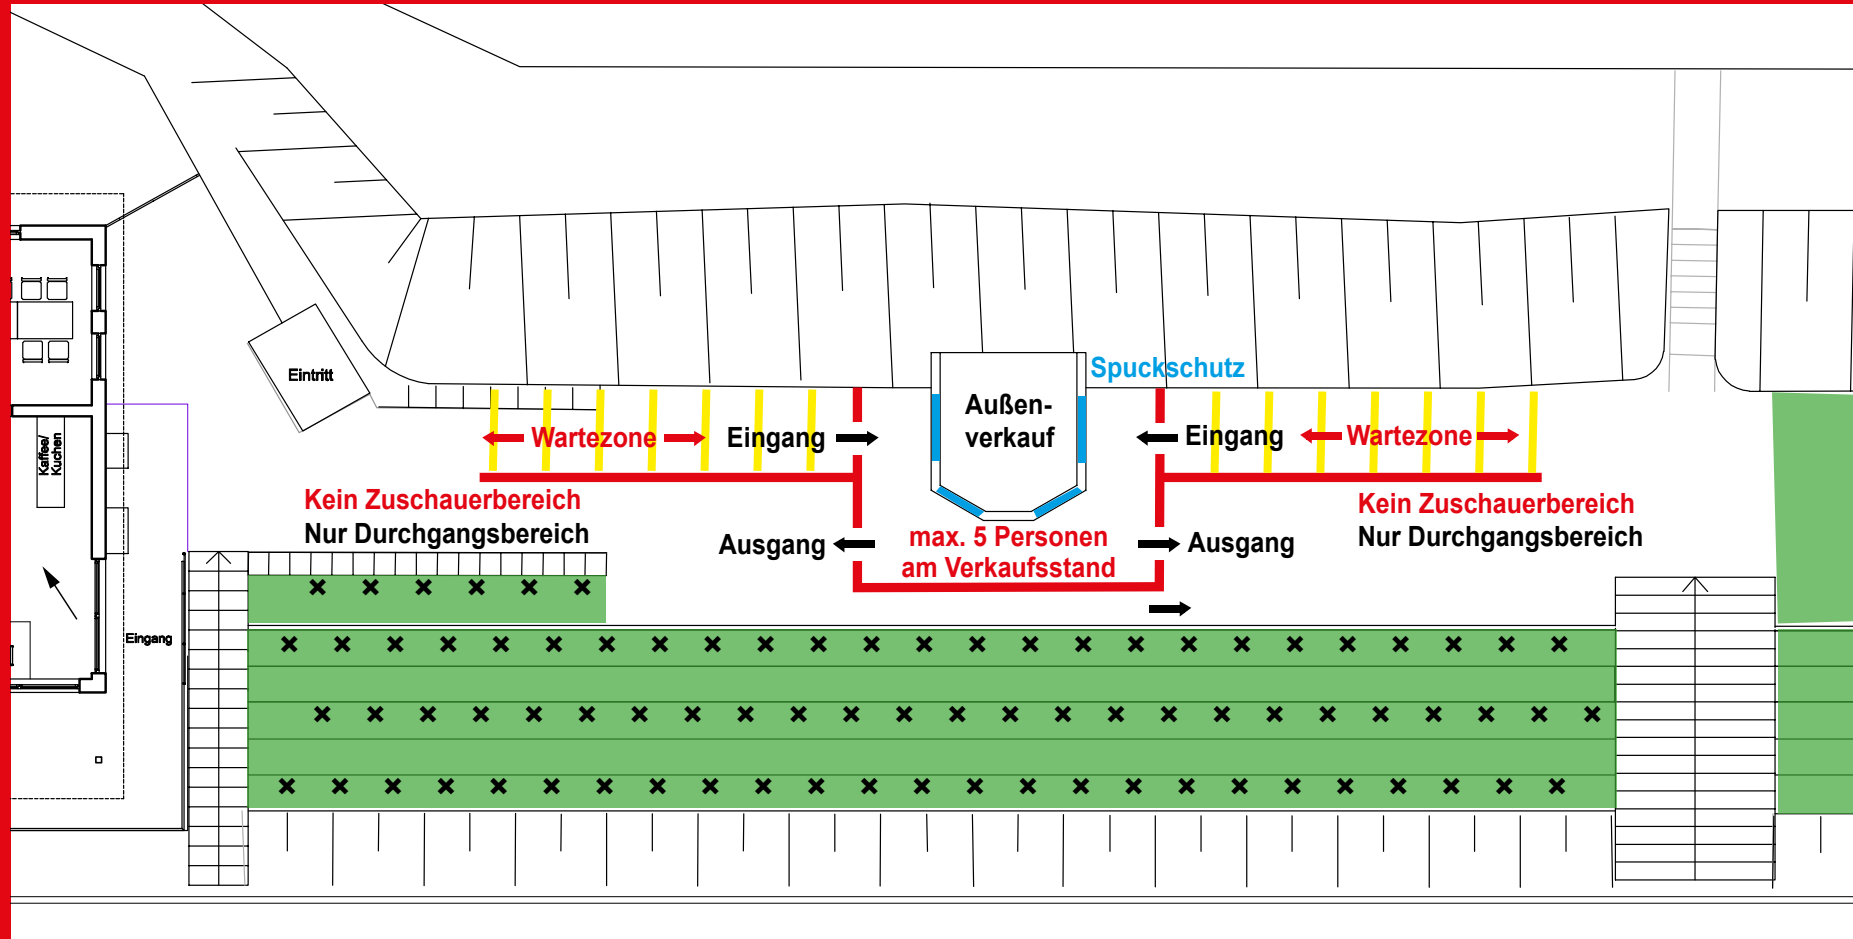 Eintritt
Spuckschutz
Außen-
verkauf
Wartezone
Eingang
Eingang
Wartezone
Kaffee/
Kuchen
Kein Zuschauerbereich
Nur Durchgangsbereich
Kein Zuschauerbereich
Nur Durchgangsbereich
Ausgang
max. 5 Personen
am Verkaufsstand
Ausgang
Eingang